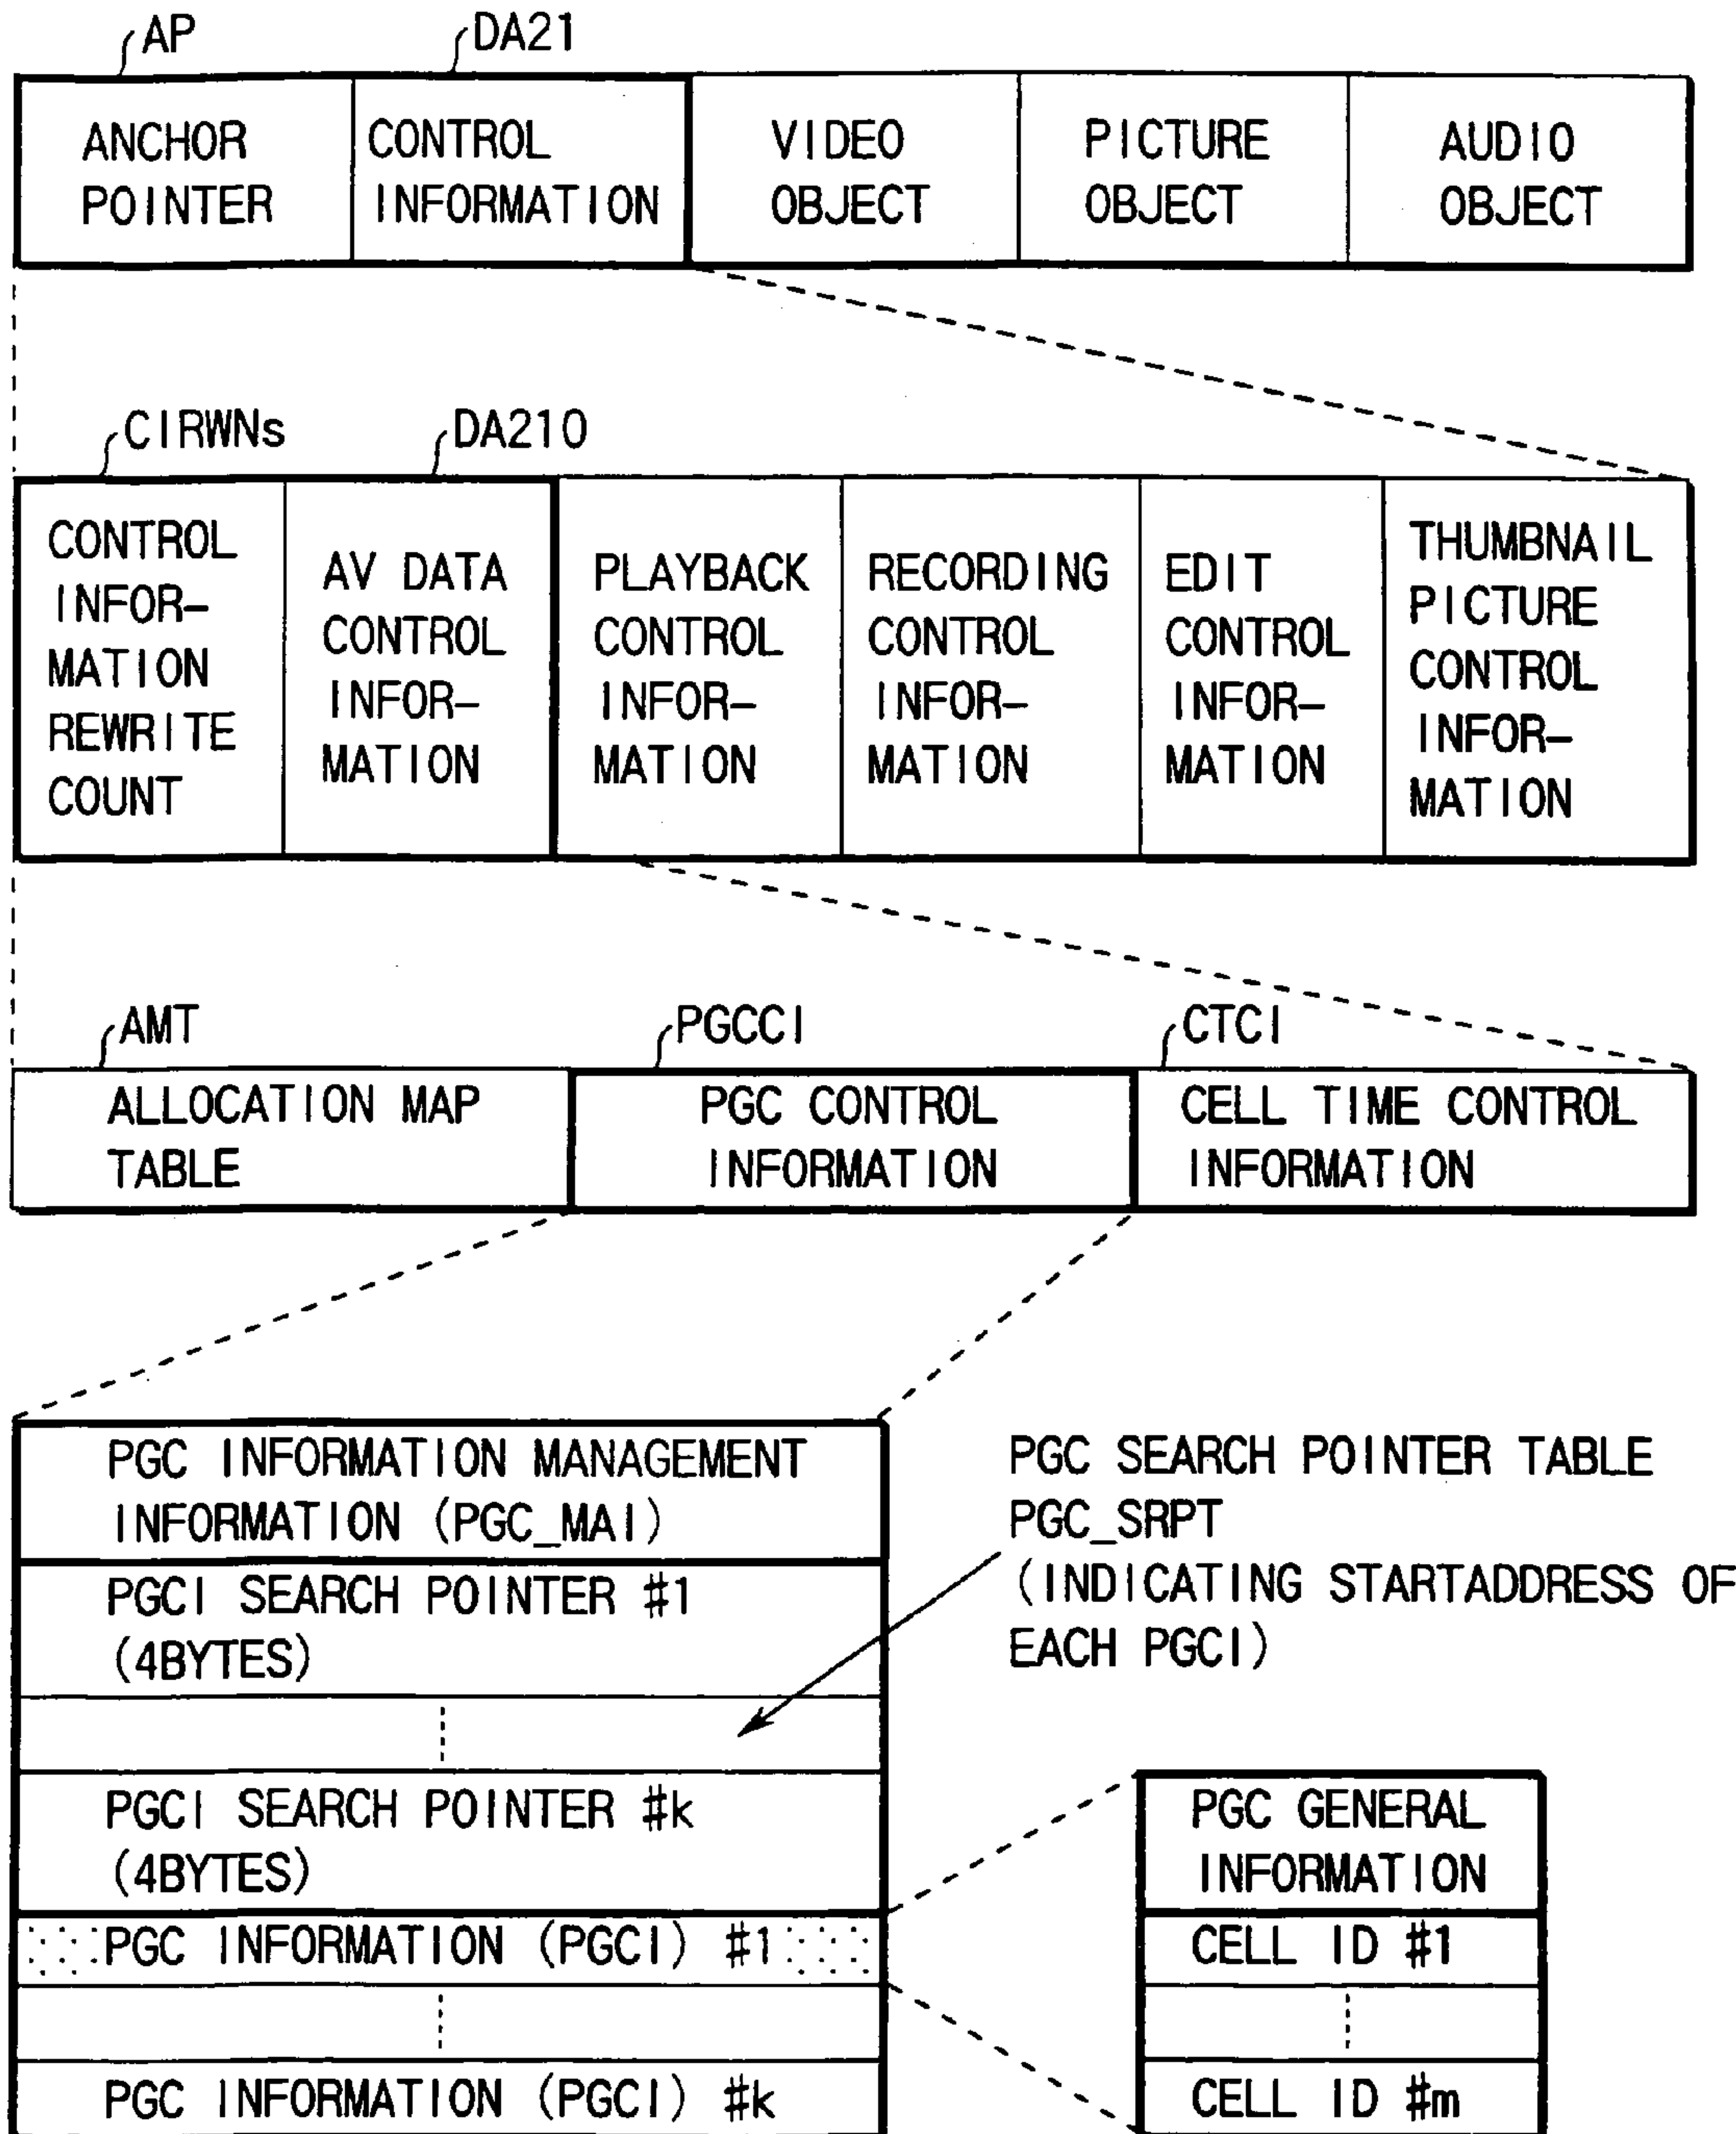 AP
DA21
ANCHOR
POINTER
CONTROL
INFORMATION
VIDEO
OBJECT
PICTURE
OBJECT
AUDIO
OBJECT
CIRWNs
DA210
CONTROL
INFOR-
MATION
REWRITE
COUNT
AV DATA
CONTROL
INFOR-
MATION
PLAYBACK
CONTROL
INFOR-
MATION
RECORDING
CONTROL
INFOR-
MATION
EDIT
CONTROL
INFOR-
MATION
THUMBNAIL
PICTURE
CONTROL
INFOR-
MATION
AMT
PGCCI
CTCI
ALLOCATION MAP
TABLE
PGC CONTROL
INFORMATION
CELL TIME CONTROL
INFORMATION
PGC INFORMATION MANAGEMENT
INFORMATION (PGC_MAI)
PGCI SEARCH POINTER #1
(4BYTES)
PGCI SEARCH POINTER #k
(4BYTES)
PGC INFORMATION (PGCI) #1
PGC INFORMATION (PGCI) #k
PGC SEARCH POINTER TABLE
PGC_SRPT
(INDICATING STARTADDRESS OF
EACH PGCI)
PGC GENERAL
INFORMATION
CELL ID #1
CELL ID #m